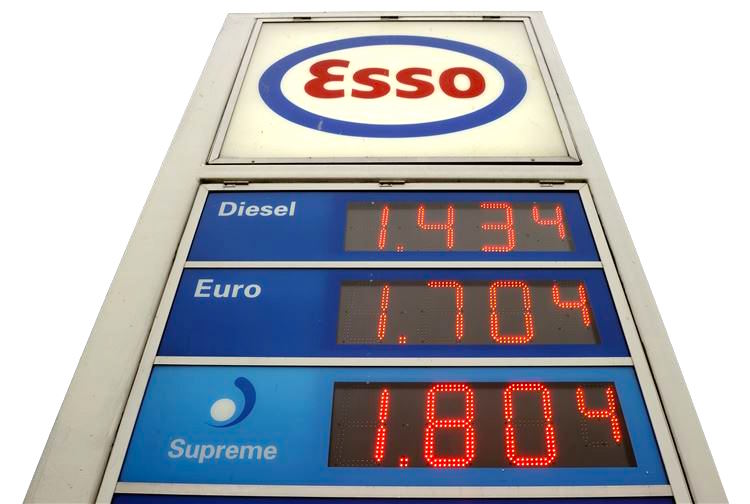 Esso
Diesel 1.434
Euro 1.704
Supreme 1.804